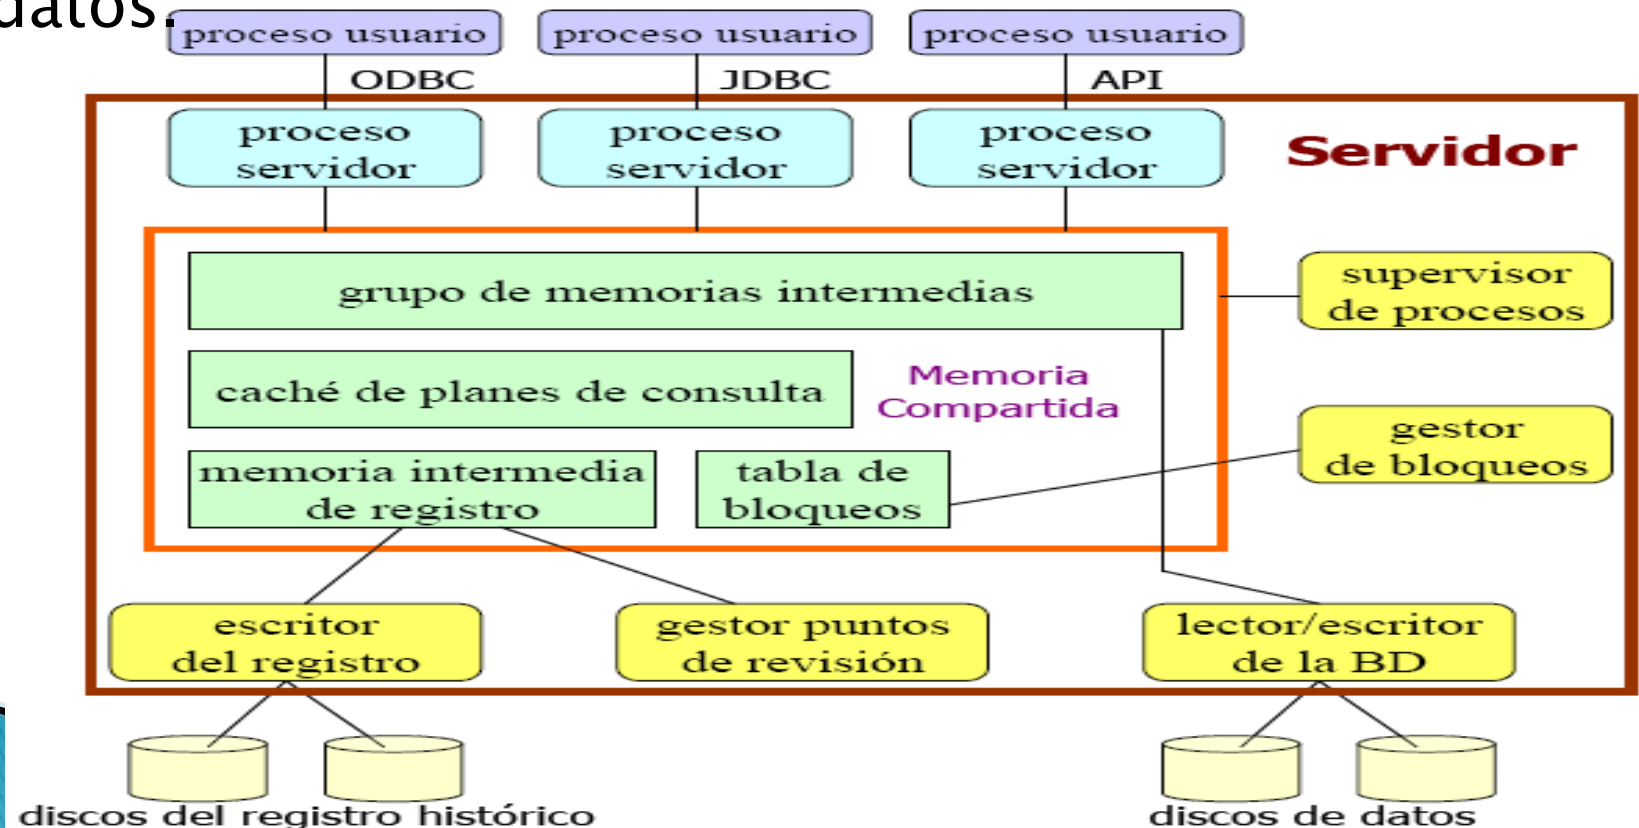 datos.
proceso usuario
proceso usuario
proceso usuario
ODBC
JDBC
API
proceso
servidor
proceso
servidor
proceso
servidor
Servidor
grupo de memorias intermedias
supervisor
de procesos
caché de planes de consulta
Memoria
Compartida
gestor
de bloqueos
memoria intermedia
de registro
tabla de
bloqueos
escritor
del registro
gestor puntos
de revisión
lector/escritor
de la BD
discos del registro histórico
discos de datos